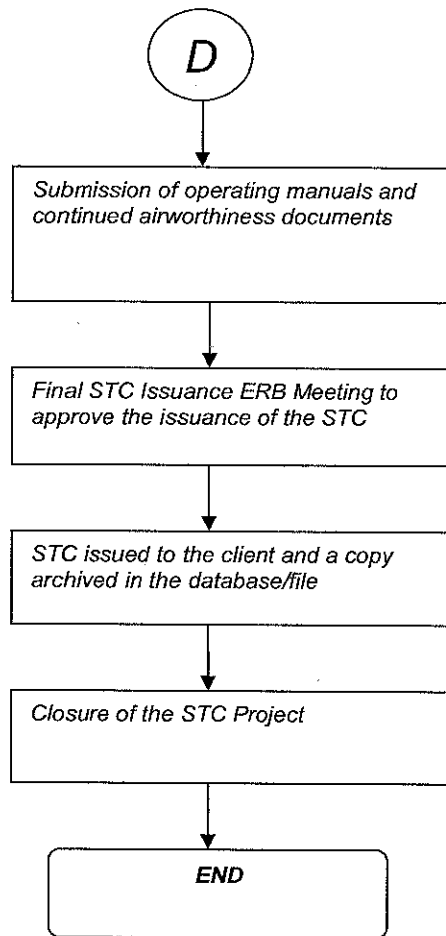 D
Submission of operating manuals and
continued airworthiness documents
Final STC Issuance ERB Meeting to
approve the issuance of the STC
STC issued to the client and a copy
archived in the database/file
Closure of the STC Project
END